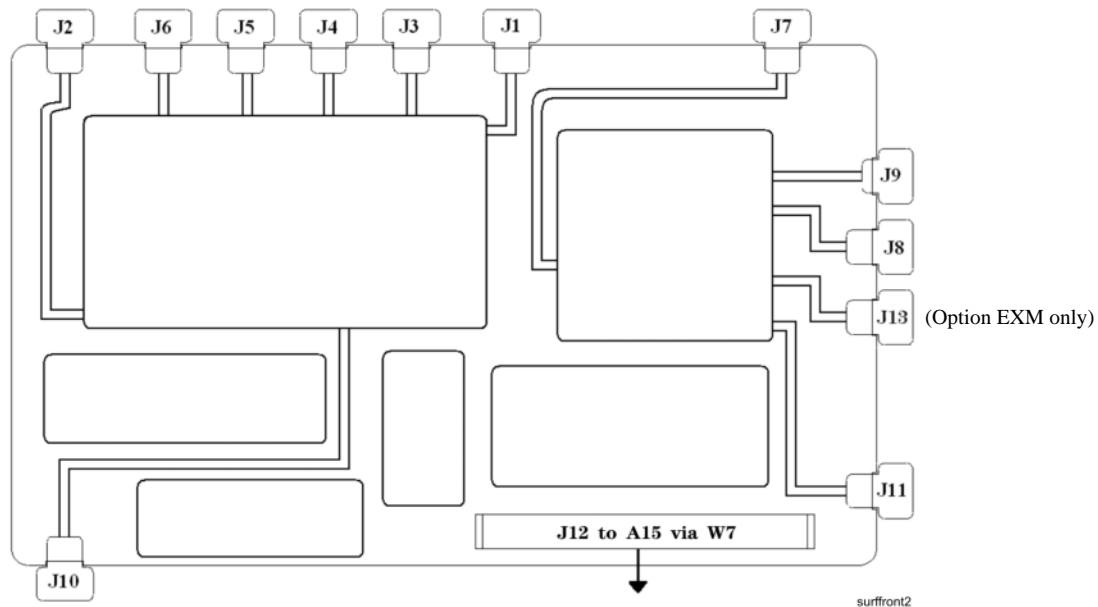 J2
J6
J5
J4
J3
J1
J7
J9
J8
J13 (Option EXM only)
J11
J12 to A15 via W7
J10
surffront2